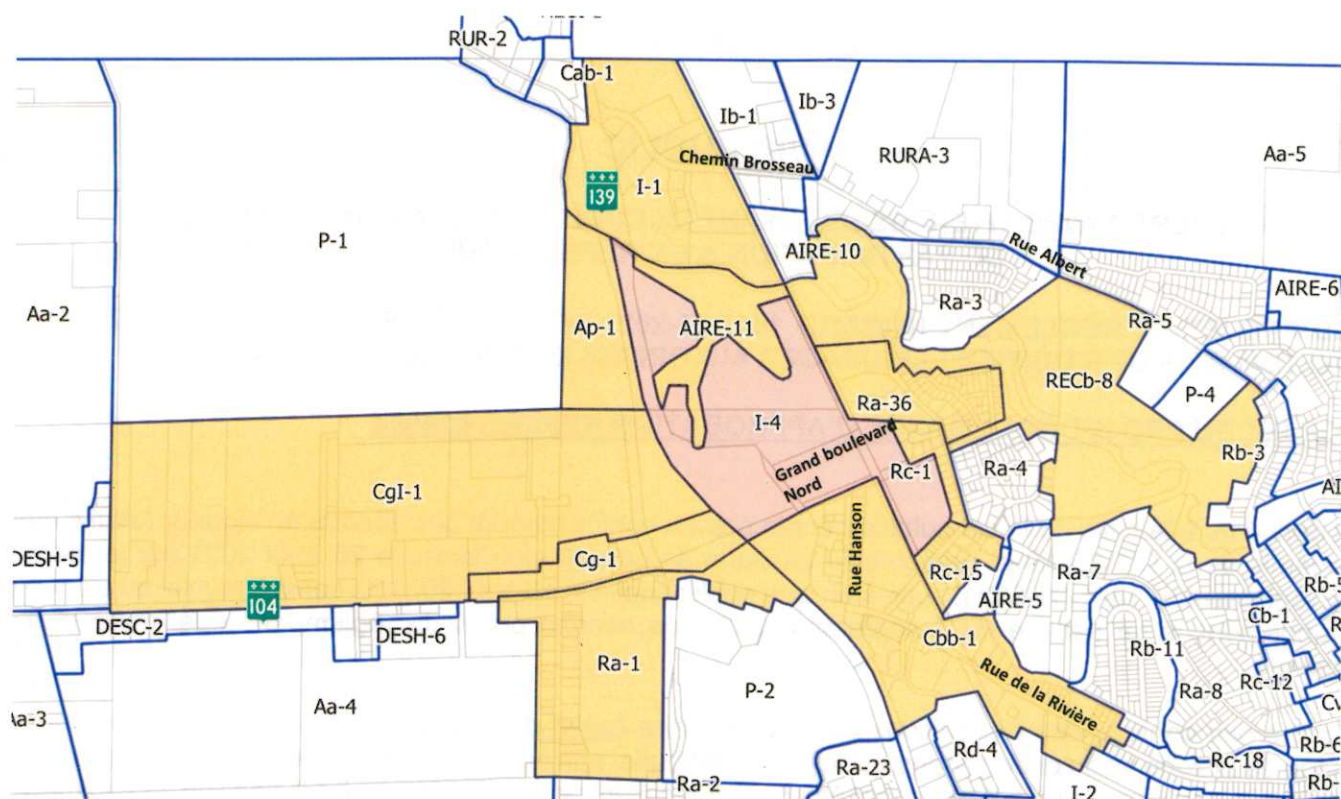 RUR-2
Cab-1
Ib-1
Ib-3
Chemin Brosseau
RURA-3
Aa-5
139
I-1
P-1
AIRE-10
Rue Albert
AIRE-6
Aa-2
Ra-3
Ap-1
AIRE-11
Ra-5
RECb-8
P-4
Ra-36
I-4
Grand boulevard
Nord
Rc-1
Ra-4
Rb-3
CgI-1
Rue Hanson
DESH-5
Cg-1
Rc-15
Ra-7
AIRE-5
104
DESC-2
DESH-6
Cbb-1
Cb-1
Rb-11
Ra-1
Rue de la Rivière
Ra-8
Rc-12
P-2
Aa-4
Rd-4
Rc-18
Ra-23
Ra-2
I-2